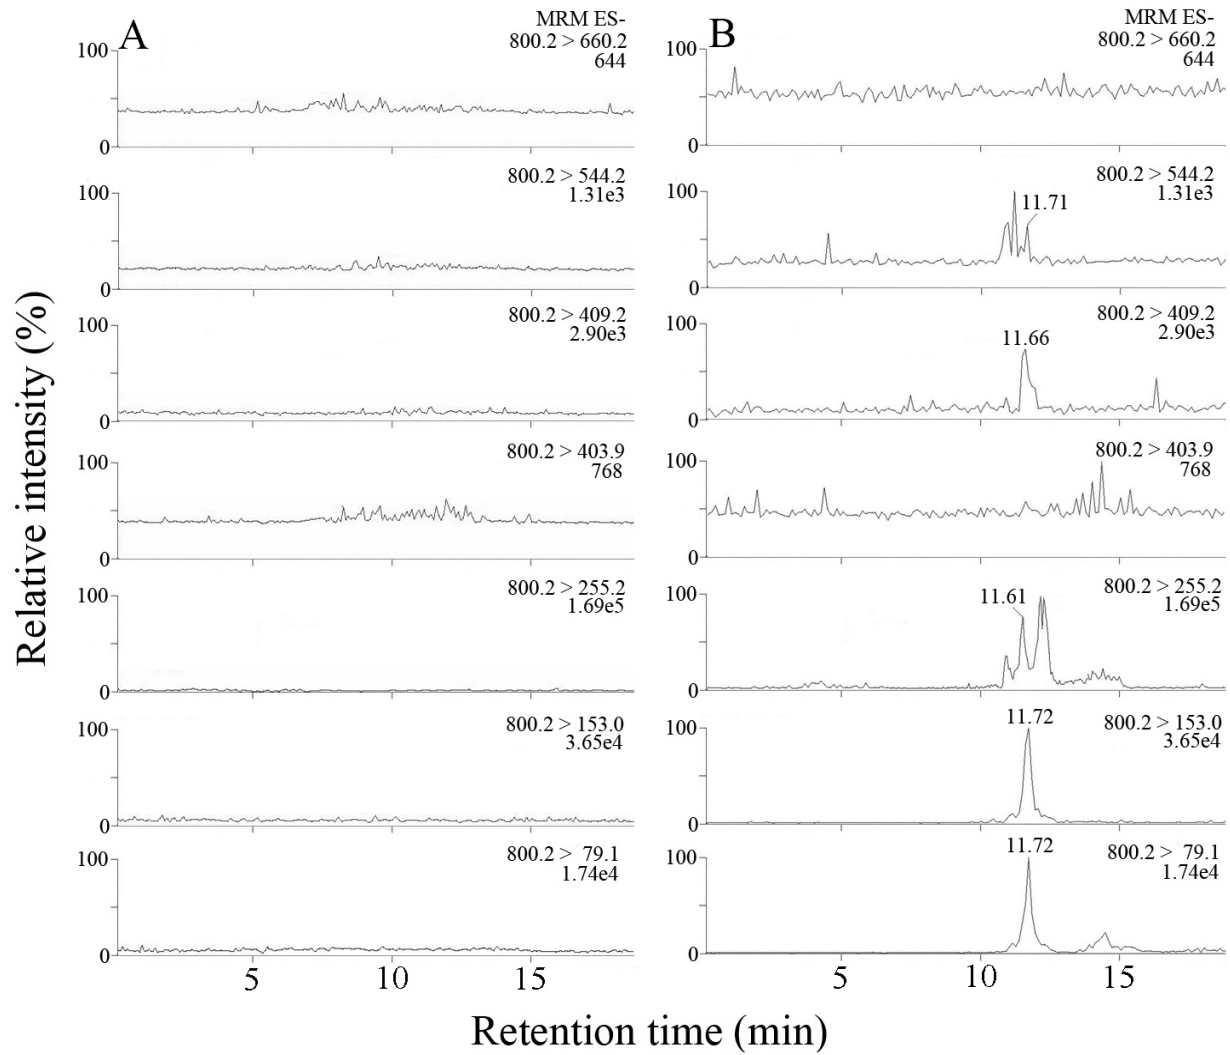 A
MRM ES-
800.2 > 660.2
644
100
0
800.2 > 544.2
1.31e3
100
0
800.2 > 409.2
2.90e3
100
0
800.2 > 403.9
768
100
0
800.2 > 255.2
1.69e5
100
0
800.2 > 153.0
3.65e4
100
0
800.2 > 79.1
1.74e4
100
0
5
10
15
B
MRM ES-
800.2 > 660.2
644
100
0
800.2 > 544.2
1.31e3
100
11.71
0
800.2 > 409.2
2.90e3
100
11.66
0
800.2 > 403.9
768
100
0
800.2 > 255.2
1.69e5
100
11.61
0
800.2 > 153.0
3.65e4
100
11.72
0
800.2 > 79.1
1.74e4
100
11.72
0
5
10
15
Relative intensity (%)
Retention time (min)